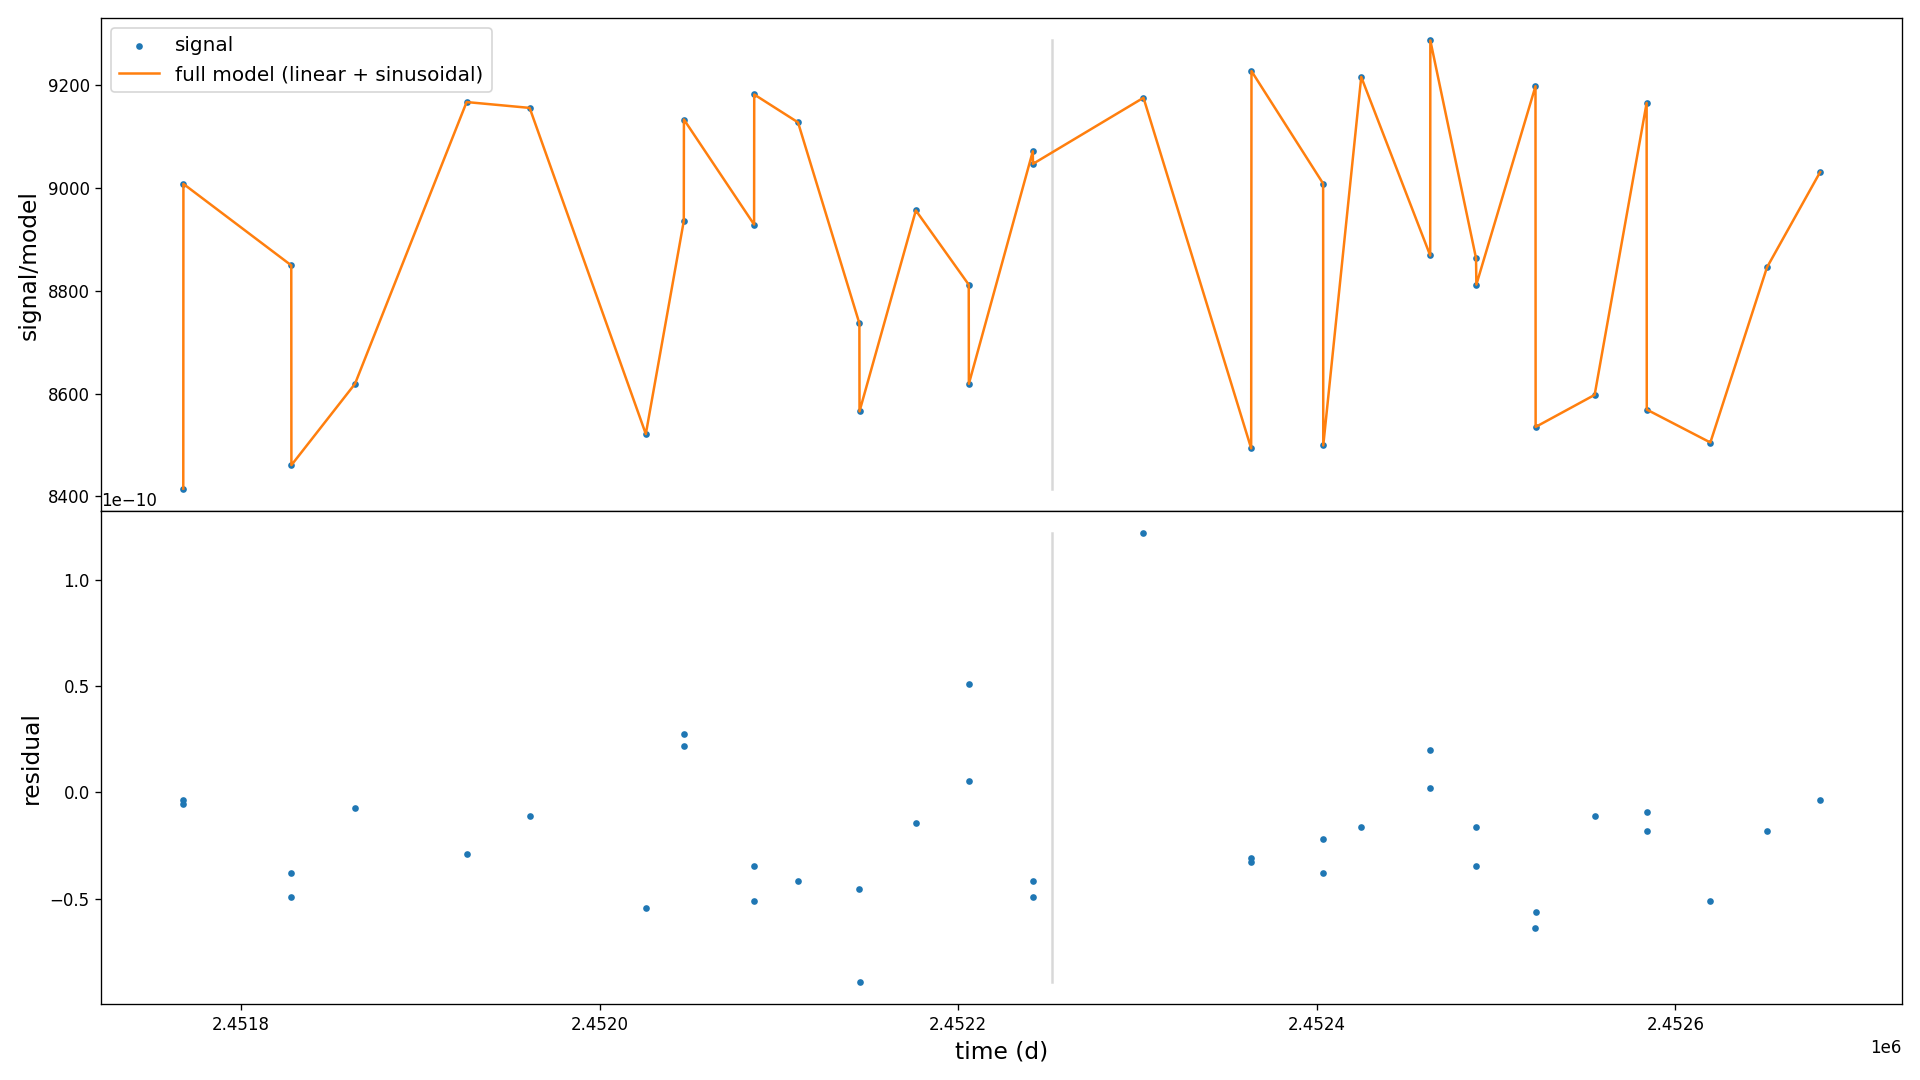 signal
full model (linear + sinusoidal)
9200
9000
8800
8600
8400
signal/model
1e−10
1.0
0.5
0.0
−0.5
residual
2.4518
2.4520
2.4522
2.4524
2.4526
time (d)
1e6